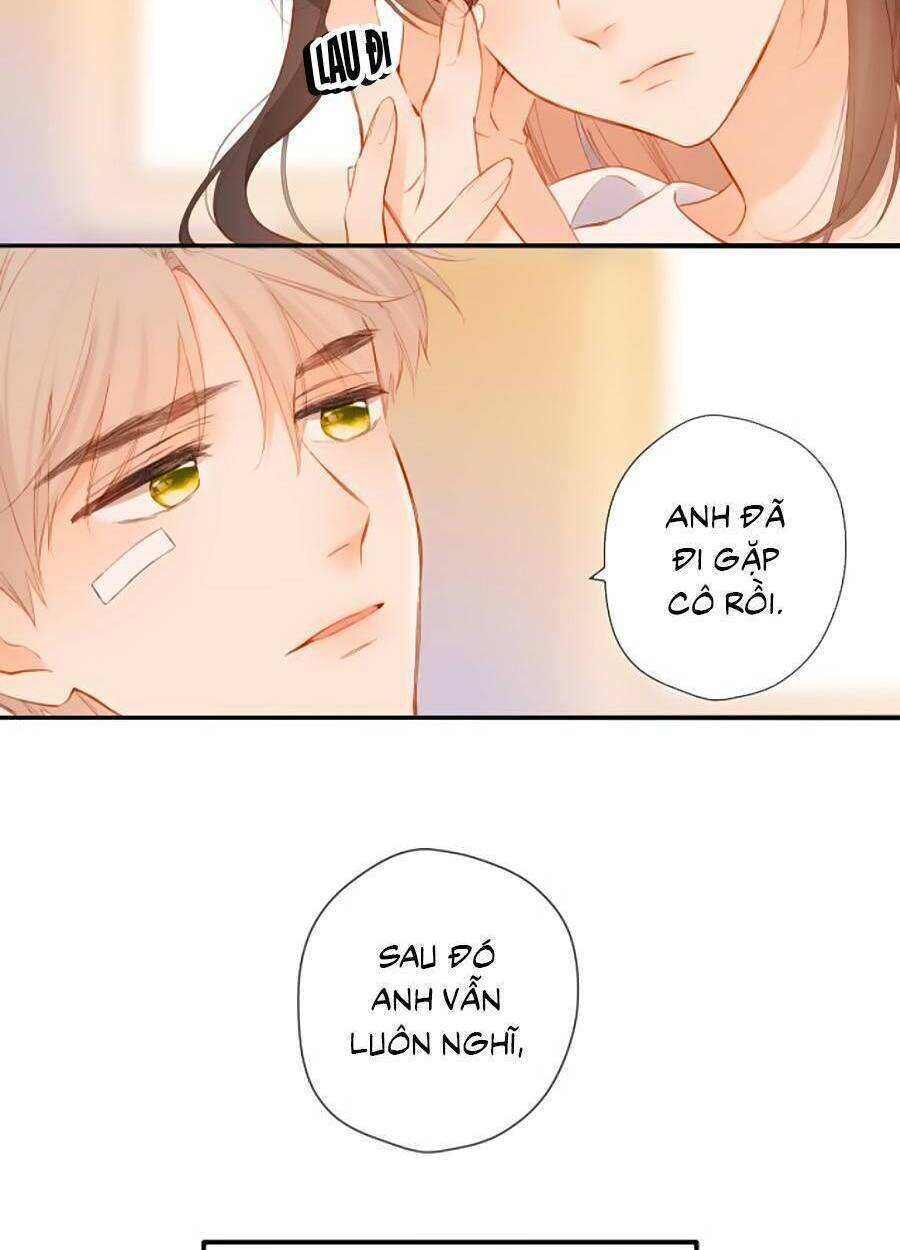 LAU ĐI
ANH ĐÃ
ĐI GẶP
CÔ RỒI.
SAU ĐÓ
ANH VẪN
LUÔN NGHĨ,